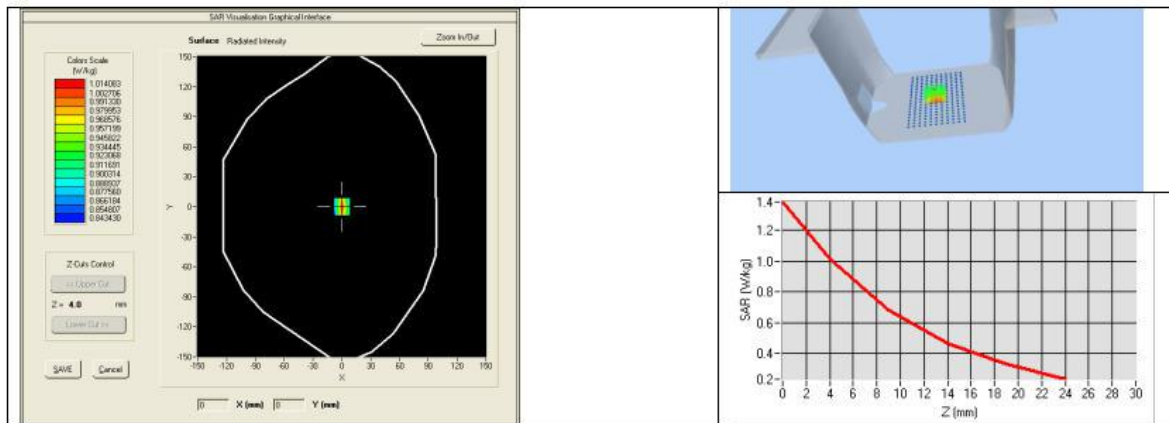 SAR Visualisation Graphical Interface
Surface Radiated Intensity
Zoom In/Out
Colors Scale
(W/kg)
1.014083
1.002706
0.991330
0.979953
0.968576
0.957199
0.945822
0.934445
0.923068
0.911691
0.900314
0.888937
0.877560
0.866184
0.854807
0.843430
Z-Cuts Control
<< Upper Cut
Z = 4.0 mm
Lower Cut >>
SAVE Cancel
150
120
90
60
30
0
-30
-60
-90
-120
-150
Y
-150 -120 -90 -60 -30 0 30 60 90 120 150
X
0 X (mm) 0 Y (mm)
1.4
1.2
1.0
0.8
0.6
0.4
0.2
SAR (W/kg)
0 2 4 6 8 10 12 14 16 18 20 22 24 26 28 30
Z (mm)